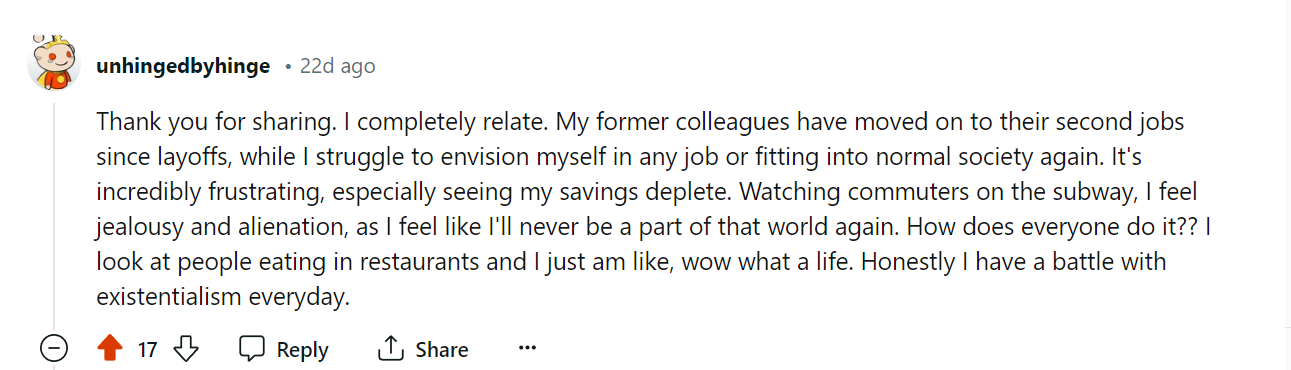 unhingedbyhinge • 22d ago
Thank you for sharing. I completely relate. My former colleagues have moved on to their second jobs
since layoffs, while I struggle to envision myself in any job or fitting into normal society again. It's
incredibly frustrating, especially seeing my savings deplete. Watching commuters on the subway, I feel
jealousy and alienation, as I feel like I'll never be a part of that world again. How does everyone do it?? I
look at people eating in restaurants and I just am like, wow what a life. Honestly I have a battle with
existentialism everyday.
17 Reply Share ...